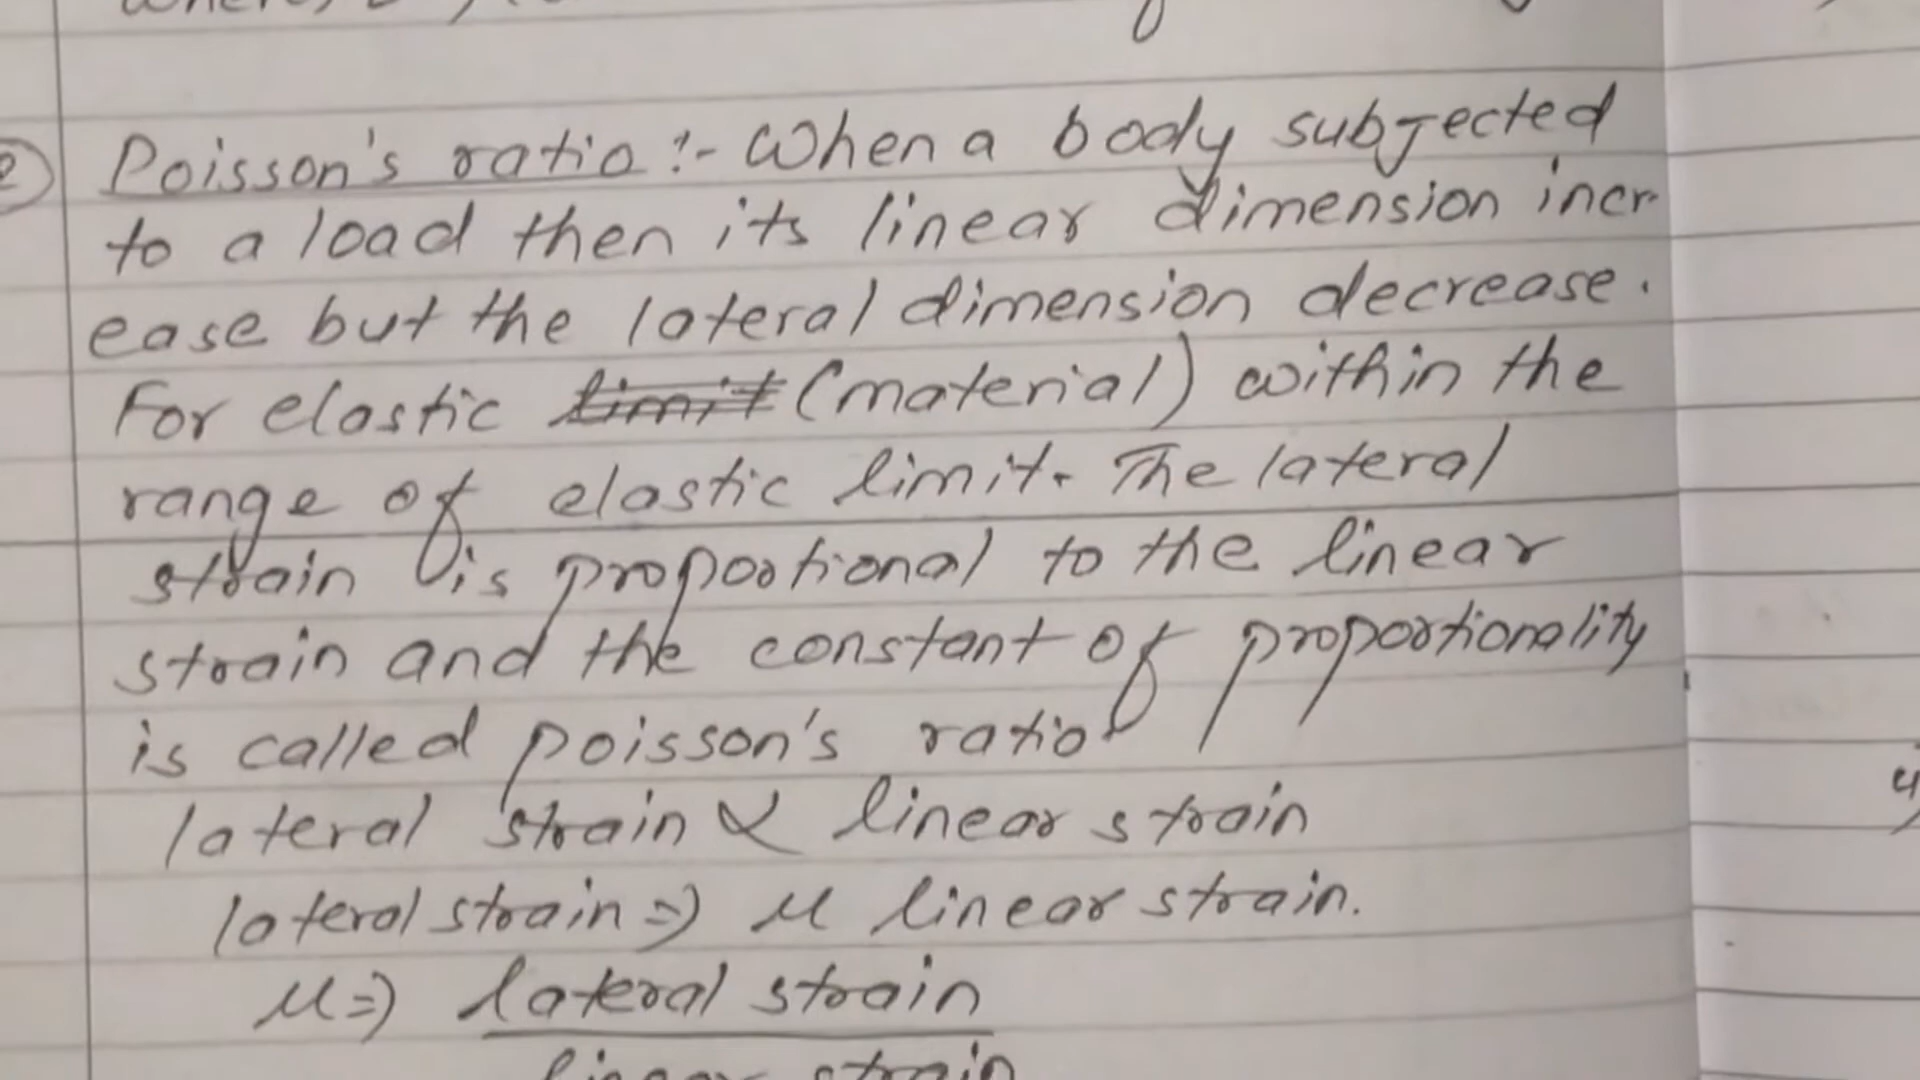 Poisson's ratio :- When a body subjected
to a load then its linear dimension incr-
ease but the lateral dimension decrease.
For elastic limit (material) within the
range of elastic limit. The lateral
strain is proportional to the linear
strain and the constant of proportionality
is called poisson's ratio
lateral strain ∝ linear strain
lateral strain => μ linear strain.
μ => lateral strain
linear strain